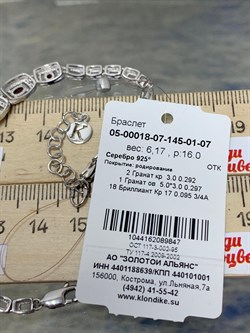 Браслет
05-00018-07-145-01-07
вес: 6,17 , р:16.0
Серебро 925°
Покрытие: родирование
ОТК
2 Гранат кр 3.0 0.292
1 Гранат ов 5.0*3.0 0.297
18 Бриллиант Кр 17 0.095 3/4А
1044162089847
ОСТ 117-3-002-95
ТУ 117-4-2099-2002
АО "ЗОЛОТОЙ АЛЬЯНС"
ИНН 4401188639/КПП 440101001
156000, Кострома, ул.Льняная,7а
(4942) 41-55-42
www.klondike.ru
K